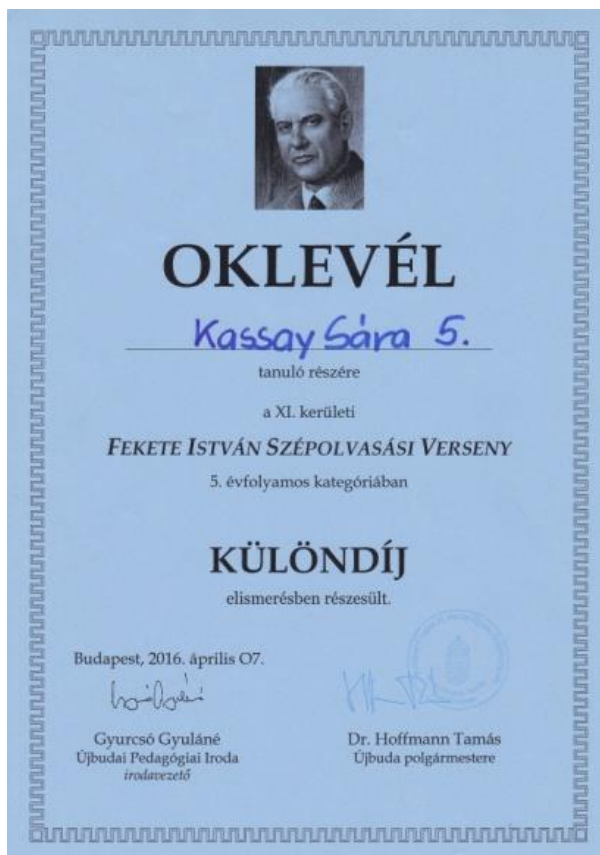 OKLEVÉL
Kassay Sára 5.
tanuló részére
a XI. kerületi
FEKETE ISTVÁN SZÉPOLVASÁSI VERSENY
5. évfolyamos kategóriában
KÜLÖNDÍJ
elismerésben részesült.
Budapest, 2016. április O7.
Gyurcsó Gyuláné
Újbudai Pedagógiai Iroda
irodavezető
Dr. Hoffmann Tamás
Újbuda polgármestere